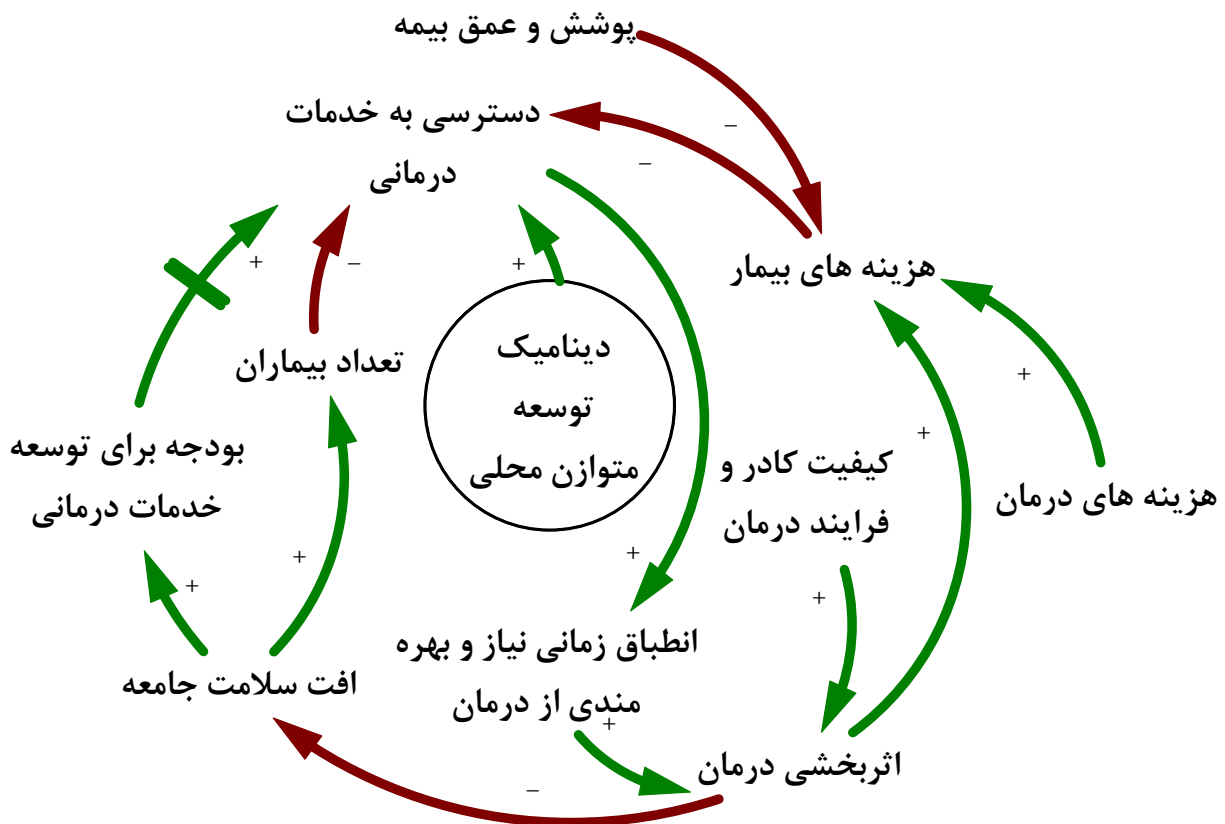 پوشش و عمق بیمه
دسترسی به خدمات
درمانی
–
–
هزینه های بیمار
+
–
+
دینامیک
توسعه
متوازن محلی
تعداد بیماران
+
+
بودجه برای توسعه
خدمات درمانی
کیفیت کادر و
فرایند درمان
هزینه های درمان
+
+
+
+
انطباق زمانی نیاز و بهره
مندی از درمان
افت سلامت جامعه
+
اثربخشی درمان
–